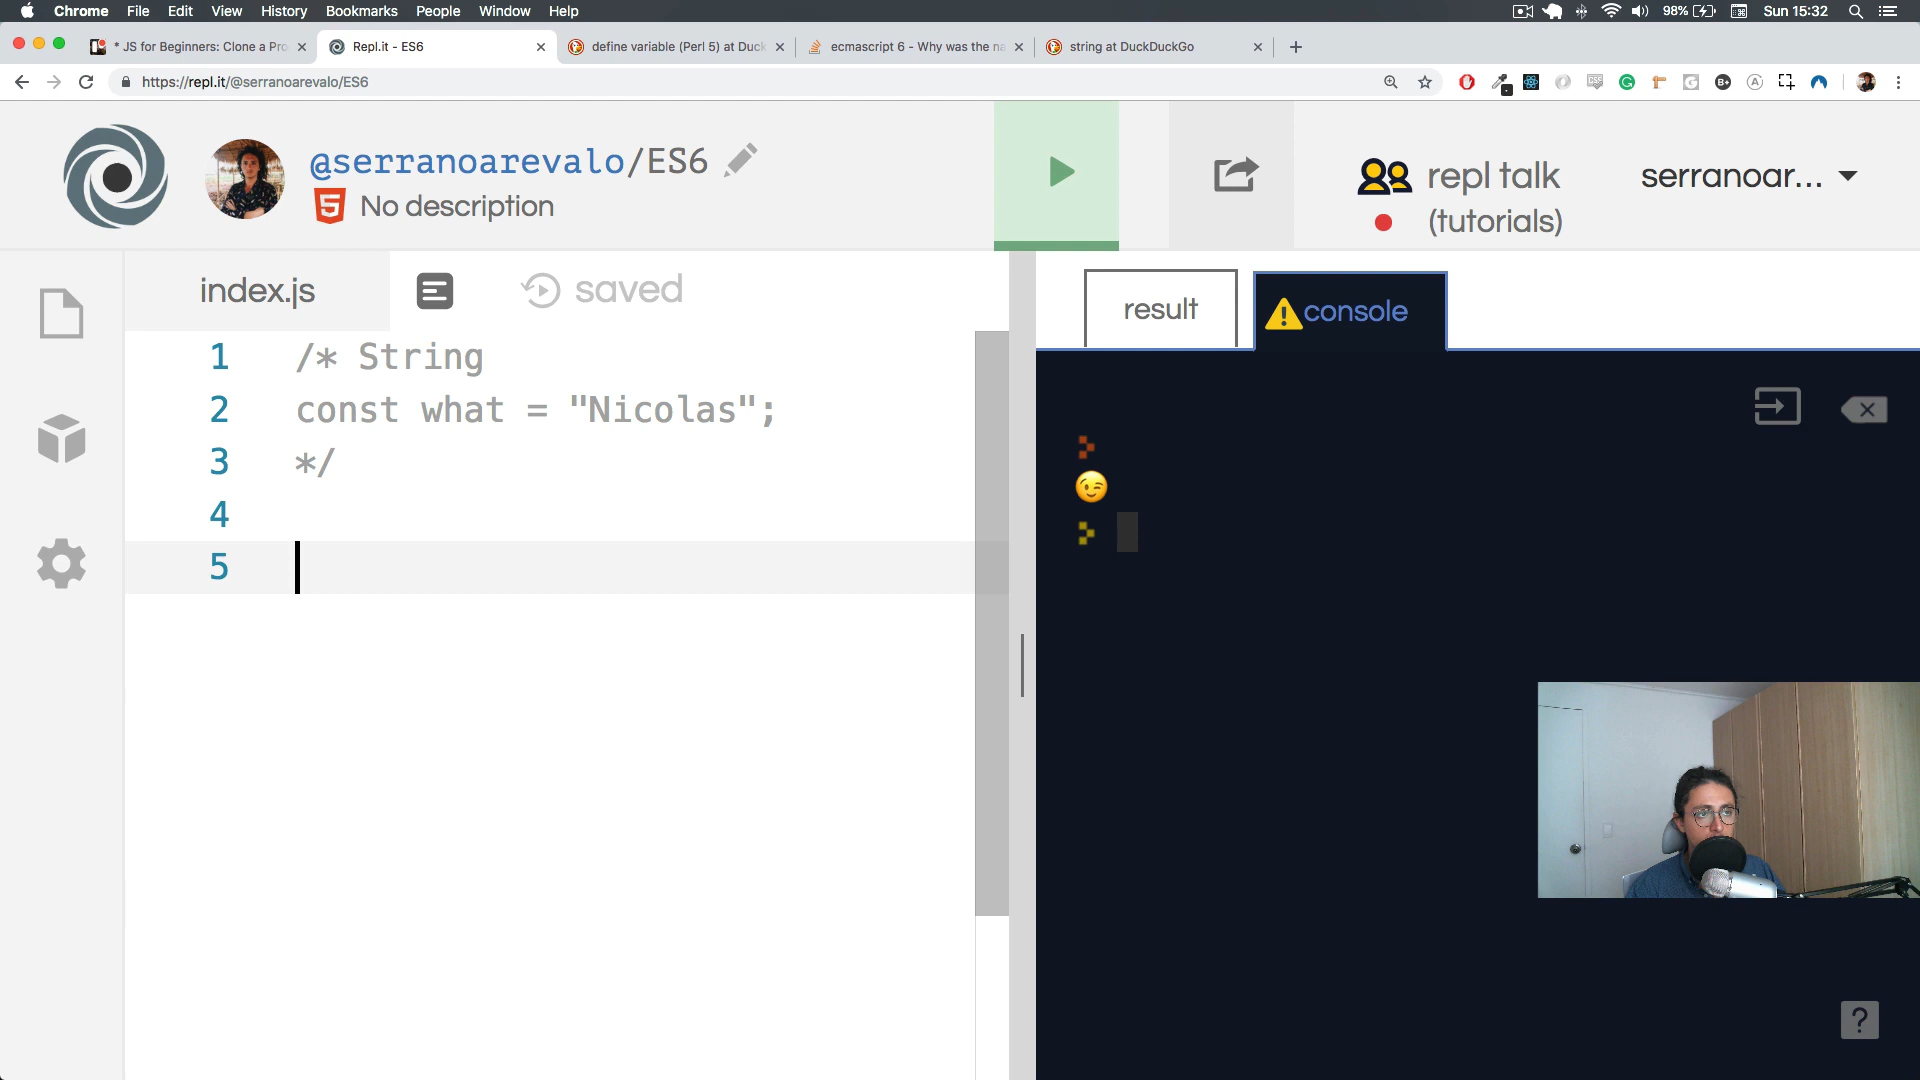 Chrome File Edit View History Bookmarks People Window Help 98% Sun 15:32
* JS for Beginners: Clone a Pro
Repl.it - ES6
define variable (Perl 5) at Duck
ecmascript 6 - Why was the na
string at DuckDuckGo
https://repl.it/@serranoarevalo/ES6
@serranoarevalo/ES6
No description
repl talk
(tutorials)
serranoar...
index.js
saved
result
console
1 /* String
2 const what = "Nicolas";
3 */
4
5
?